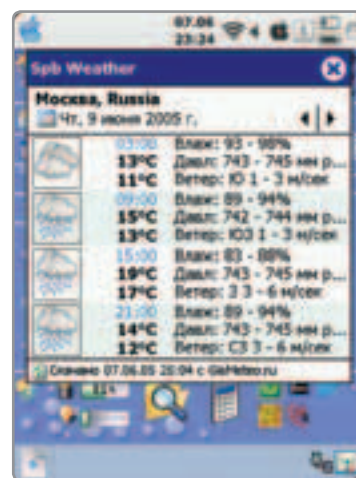 07.06
23:24
Spb Weather
Москва, Russia
Чт, 9 июня 2005 г.
03:00 Влаж: 93 - 98%
13°C Давл: 743 - 745 мм р...
11°C Ветер: Ю 1 - 3 м/сек
09:00 Влаж: 89 - 94%
15°C Давл: 742 - 744 мм р...
13°C Ветер: ЮЗ 1 - 3 м/сек
15:00 Влаж: 83 - 88%
19°C Давл: 743 - 745 мм р...
17°C Ветер: З 3 - 6 м/сек
21:00 Влаж: 89 - 94%
14°C Давл: 743 - 745 мм р...
12°C Ветер: СЗ 3 - 6 м/сек
Скачано 07.06.05 с GisMeteo.ru